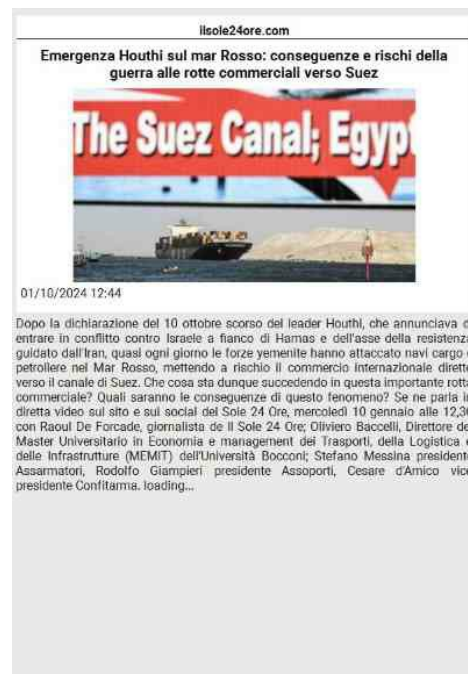 ilsole24ore.com
Emergenza Houthi sul mar Rosso: conseguenze e rischi della
guerra alle rotte commerciali verso Suez
The Suez Canal; Egypt
01/10/2024 12:44
Dopo la dichiarazione del 10 ottobre scorso del leader Houthi, che annunciava d
entrare in conflitto contro Israele a fianco di Hamas e dell'asse della resistenza
guidato dall'Iran, quasi ogni giorno le forze yemenite hanno attaccato navi cargo e
petroliere nel Mar Rosso, mettendo a rischio il commercio internazionale dirette
verso il canale di Suez. Che cosa sta dunque succedendo in questa importante rotta
commerciale? Quali saranno le conseguenze di questo fenomeno? Se ne parla in
diretta video sul sito e sui social del Sole 24 Ore, mercoledì 10 gennaio alle 12,30
con Raoul De Forcade, giornalista de Il Sole 24 Ore; Oliviero Baccelli, Direttore de
Master Universitario in Economia e management dei Trasporti, della Logistica e
delle Infrastrutture (MEMIT) dell'Università Bocconi; Stefano Messina presidente
Assarmatori, Rodolfo Giampieri presidente Assoporti, Cesare d'Amico vice
presidente Confitarma. loading...